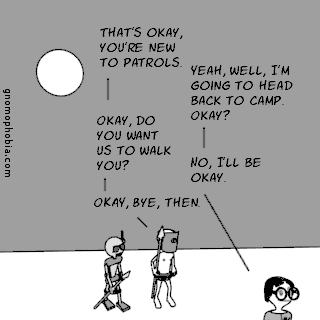 THAT'S OKAY,
YOU'RE NEW
TO PATROLS.
YEAH, WELL, I'M
GOING TO HEAD
BACK TO CAMP.
OKAY?
OKAY, DO
YOU WANT
US TO WALK
YOU?
NO, I'LL BE
OKAY.
OKAY, BYE, THEN.
gnomophobia.com